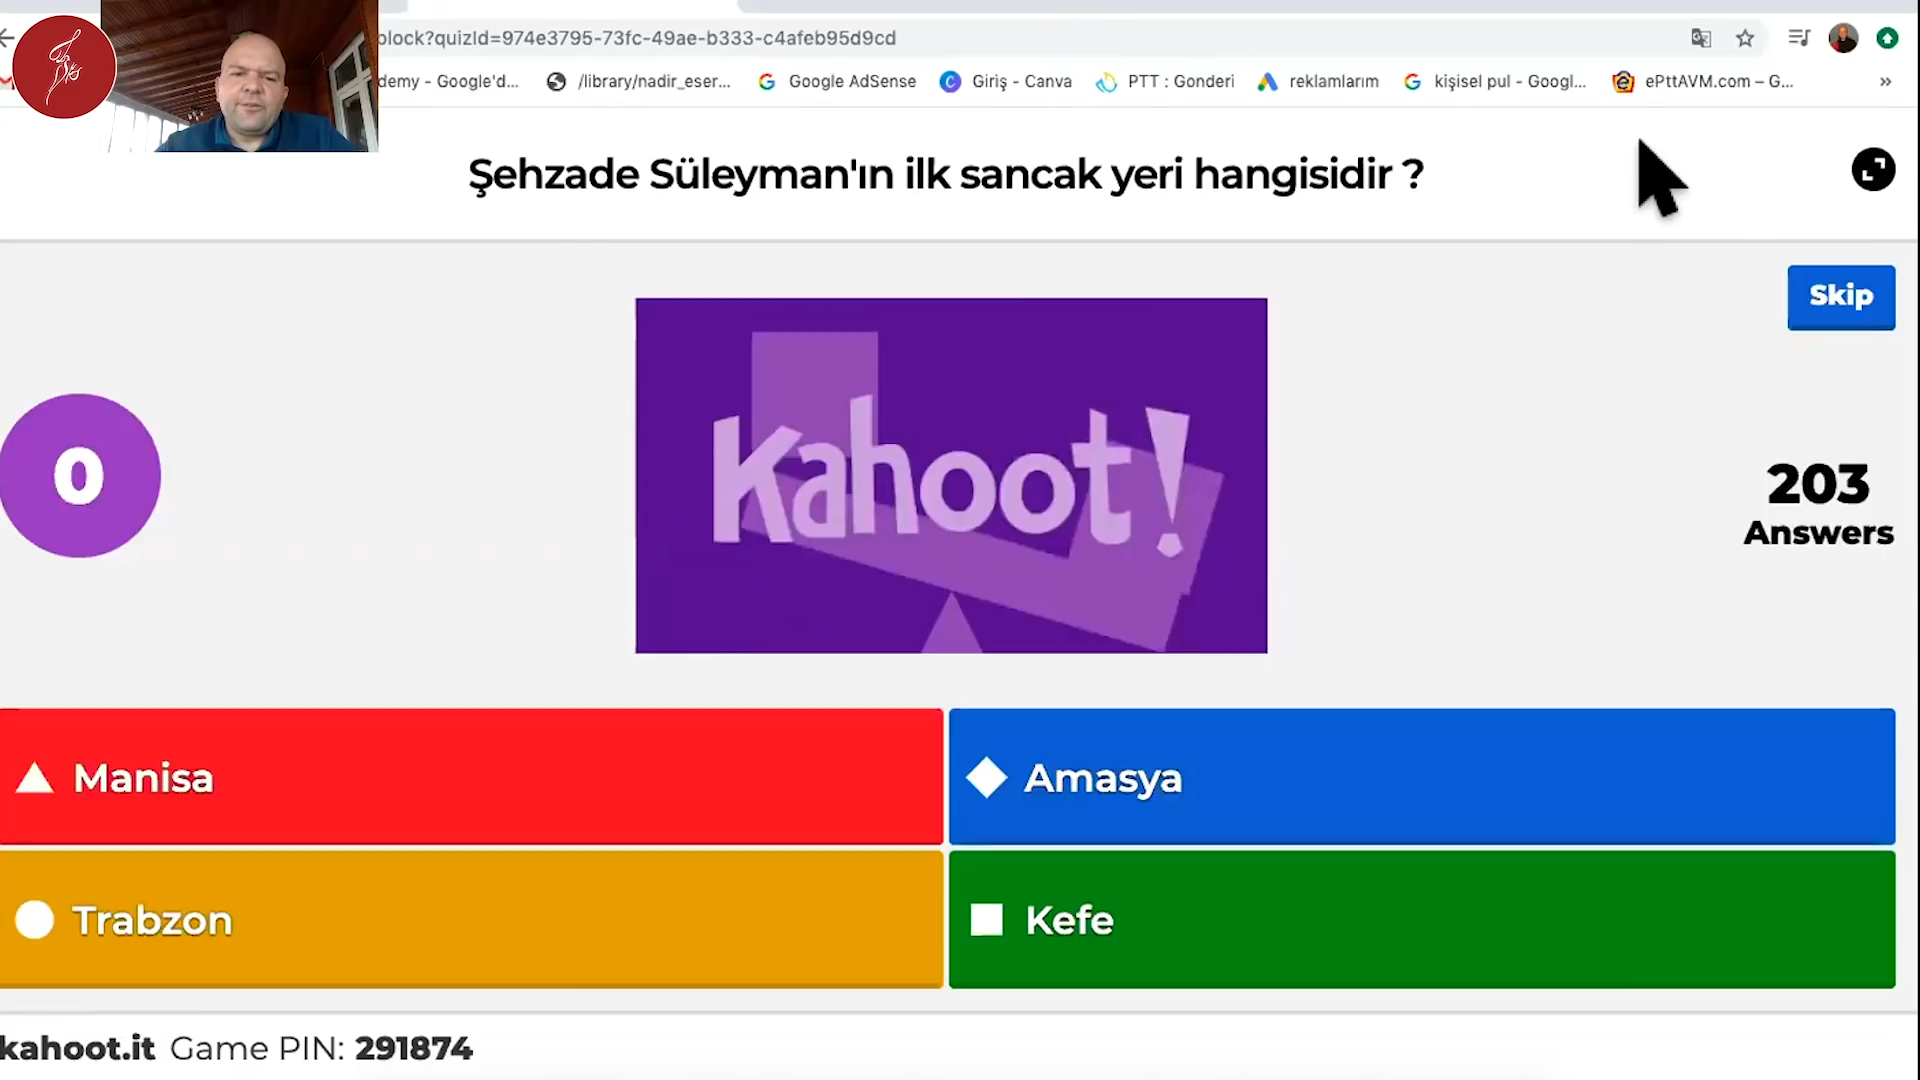 block?quizId=974e3795-73fc-49ae-b333-c4afeb95d9cd
demy - Google'd... /library/nadir_eser... Google AdSense Giriş - Canva PTT : Gonderi reklamlarım kişisel pul - Googl... ePttAVM.com – G... »
Şehzade Süleyman'ın ilk sancak yeri hangisidir ?
Skip
0
Kahoot!
203
Answers
Manisa
Amasya
Trabzon
Kefe
kahoot.it Game PIN: 291874